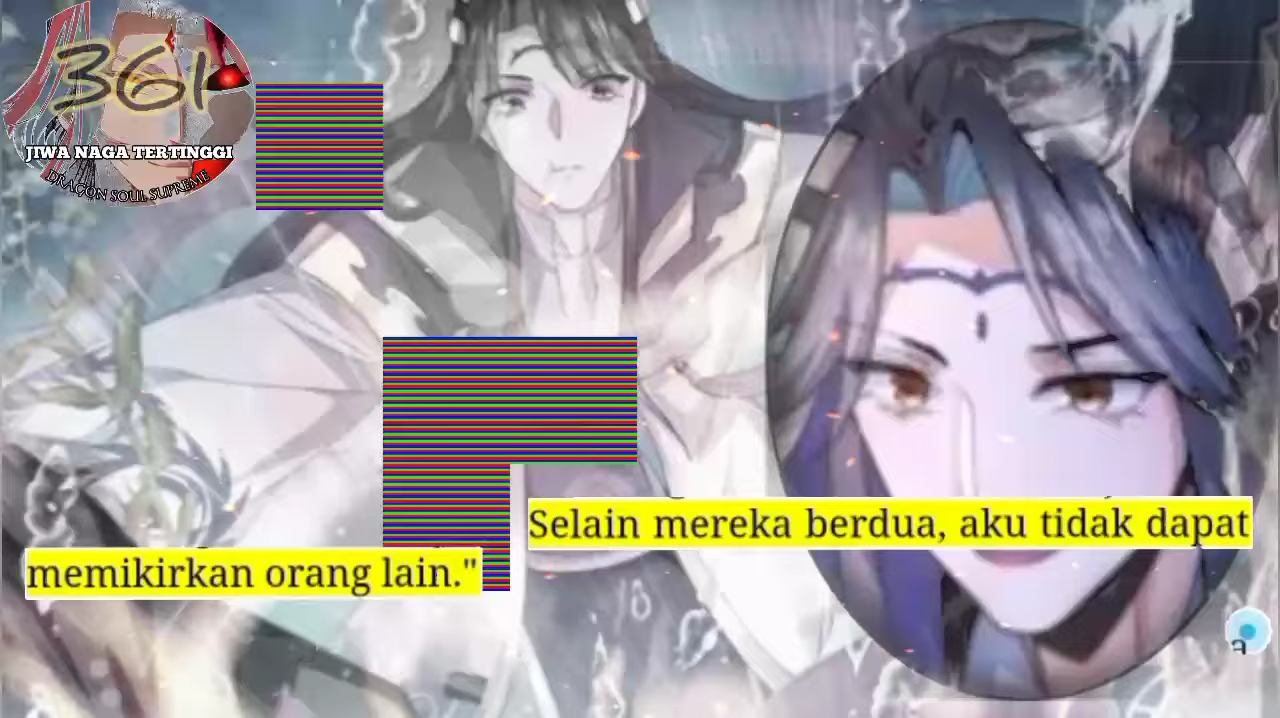 361
JIWA NAGA TERTINGGI
DRAGON SOUL SUPREME
Selain mereka berdua, aku tidak dapat
memikirkan orang lain."